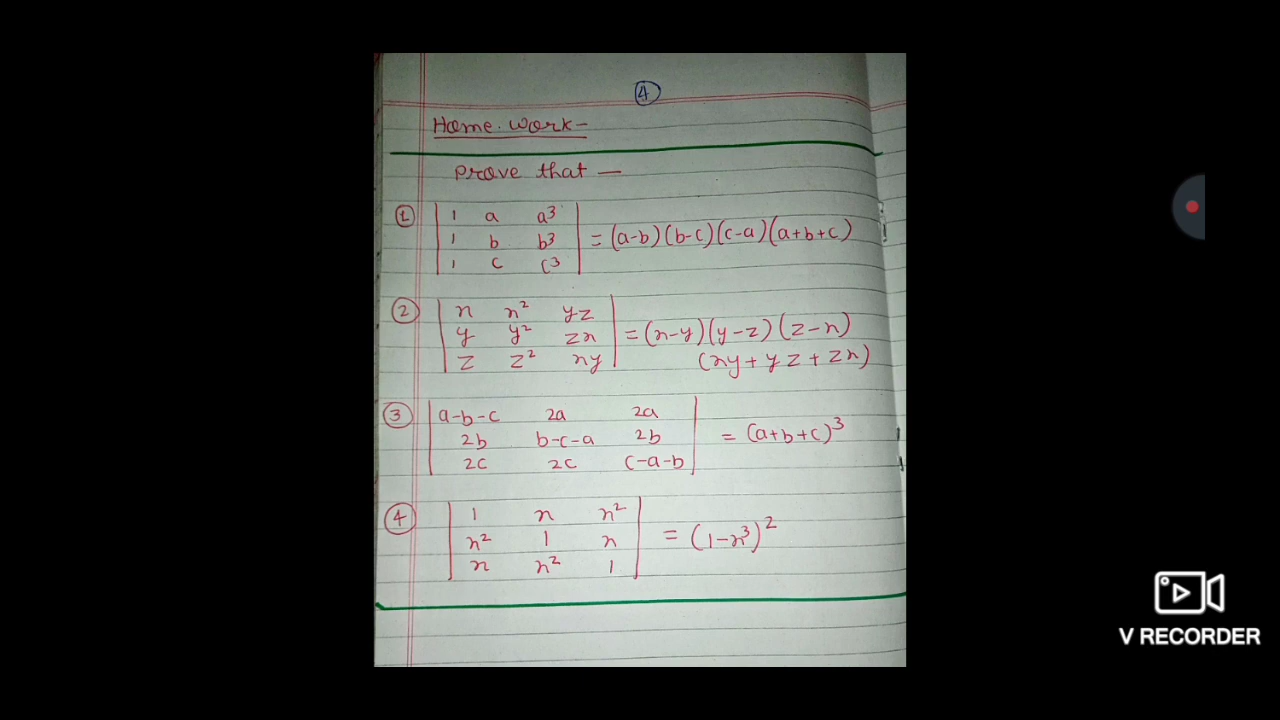 ④
Home work-
Prove that —
① | 1 a a³ |
| 1 b b³ | = (a-b)(b-c)(c-a)(a+b+c)
| 1 c c³ |
② | x x² yz |
| y y² zx | = (x-y)(y-z)(z-x)
| z z² xy | (xy+yz+zx)
③ | a-b-c 2a 2a |
| 2b b-c-a 2b | = (a+b+c)³
| 2c 2c c-a-b |
④ | 1 x x² |
| x² 1 x | = (1-x³)²
| x x² 1 |
V RECORDER